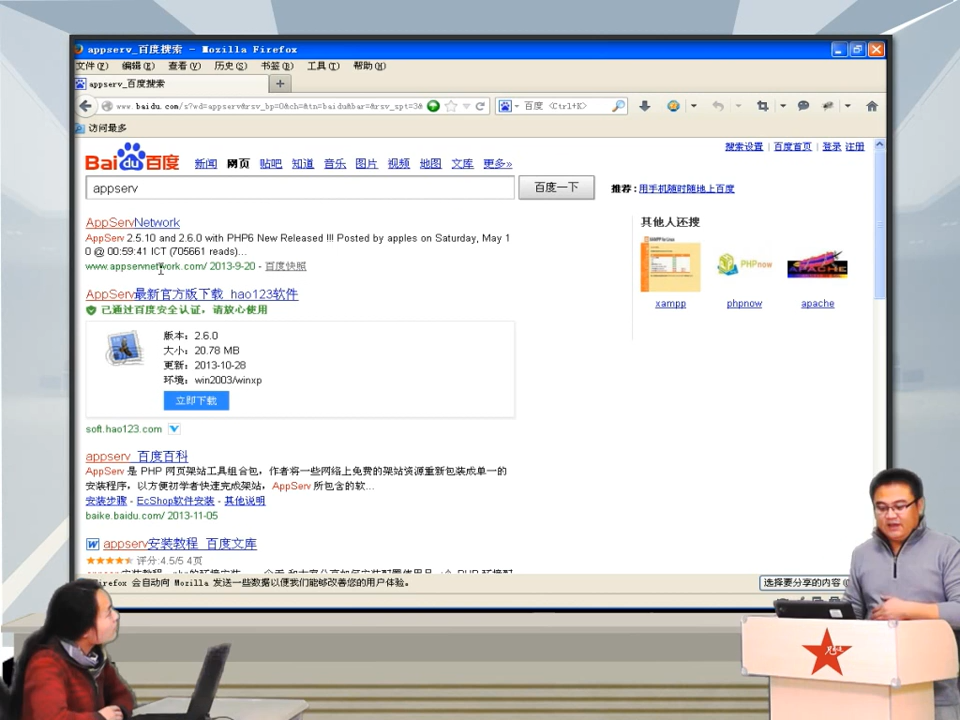 appserv_百度搜索 - Mozilla Firefox
文件(F) 编辑(E) 查看(V) 历史(S) 书签(B) 工具(T) 帮助(H)
appserv_百度搜索
www.baidu.com/s?wd=appserv&rsv_bp=0&ch=&tn=baidu&bar=&rsv_spt=3&
百度 <Ctrl+K>
访问最多
搜索设置 | 百度首页 | 登录 注册
Bai du 百度 新闻 网页 贴吧 知道 音乐 图片 视频 地图 文库 更多»
appserv 百度一下 推荐：用手机随时随地上百度
AppServNetwork
AppServ 2.5.10 and 2.6.0 with PHP6 New Released !!! Posted by apples on Saturday, May 1
0 @ 00:59:41 ICT (705661 reads)...
www.appservnetwork.com/ 2013-9-20 - 百度快照
AppServ最新官方版下载_hao123软件
已通过百度安全认证，请放心使用
版本：2.6.0
大小：20.78 MB
更新：2013-10-28
环境：win2003/winxp
立即下载
soft.hao123.com
appserv_百度百科
AppServ 是 PHP 网页架站工具组合包，作者将一些网络上免费的架站资源重新包装成单一的
安装程序，以方便初学者快速完成架站，AppServ 所包含的软...
安装步骤 - EcShop软件安装 - 其他说明
baike.baidu.com/ 2013-11-05
appserv安装教程_百度文库
评分:4.5/5 4页
其他人还搜
XAMPP for Linux
PHPnow
APACHE
xampp phpnow apache
irefox 会自动向 Mozilla 发送一些数据以便我们能够改善您的用户体验。
选择要分享的内容